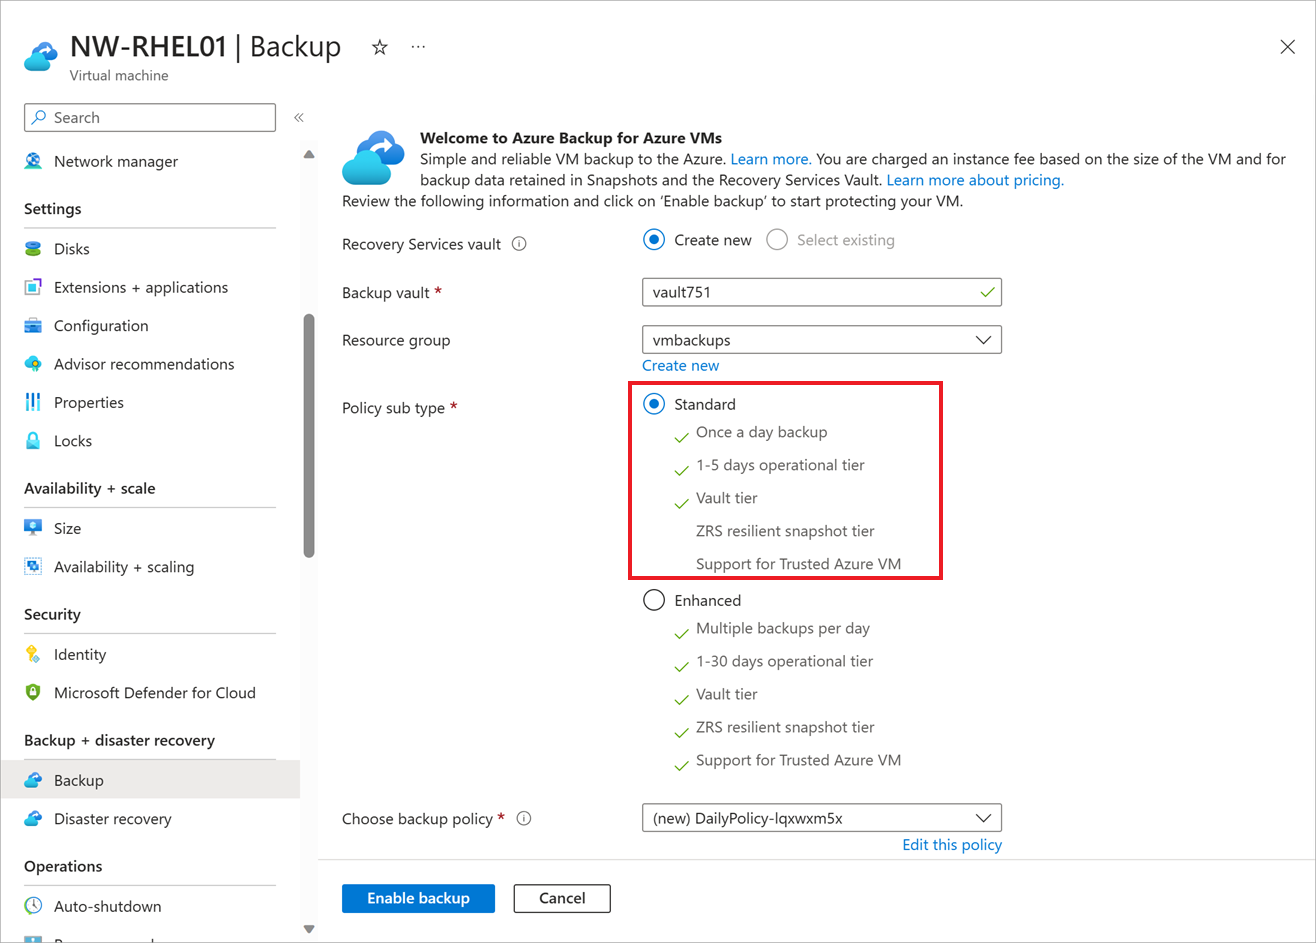 NW-RHEL01 | Backup
Virtual machine
Search
Network manager
Settings
Disks
Extensions + applications
Configuration
Advisor recommendations
Properties
Locks
Availability + scale
Size
Availability + scaling
Security
Identity
Microsoft Defender for Cloud
Backup + disaster recovery
Backup
Disaster recovery
Operations
Auto-shutdown
Welcome to Azure Backup for Azure VMs
Simple and reliable VM backup to the Azure. Learn more. You are charged an instance fee based on the size of the VM and for
backup data retained in Snapshots and the Recovery Services Vault. Learn more about pricing.
Review the following information and click on ‘Enable backup’ to start protecting your VM.
Recovery Services vault
Create new
Select existing
Backup vault *
vault751
Resource group
vmbackups
Create new
Policy sub type *
Standard
Once a day backup
1-5 days operational tier
Vault tier
ZRS resilient snapshot tier
Support for Trusted Azure VM
Enhanced
Multiple backups per day
1-30 days operational tier
Vault tier
ZRS resilient snapshot tier
Support for Trusted Azure VM
Choose backup policy *
(new) DailyPolicy-lqxwxm5x
Edit this policy
Enable backup
Cancel